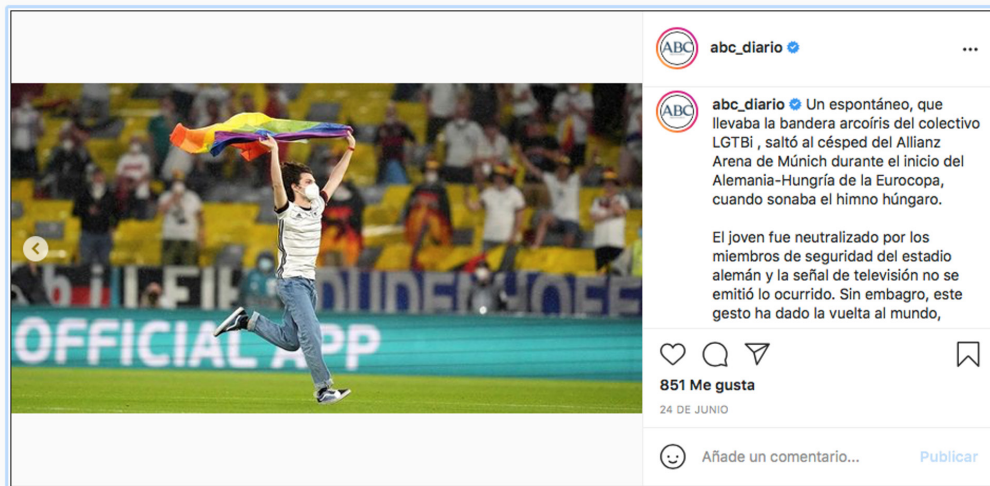 LEIF
DUDENHOFE
OFFICIAL APP
ABC
abc_diario
ABC
abc_diario Un espontáneo, que
llevaba la bandera arcoíris del colectivo
LGTBi , saltó al césped del Allianz
Arena de Múnich durante el inicio del
Alemania-Hungría de la Eurocopa,
cuando sonaba el himno húngaro.
El joven fue neutralizado por los
miembros de seguridad del estadio
alemán y la señal de televisión no se
emitió lo ocurrido. Sin embagro, este
gesto ha dado la vuelta al mundo,
851 Me gusta
24 DE JUNIO
Añade un comentario...
Publicar